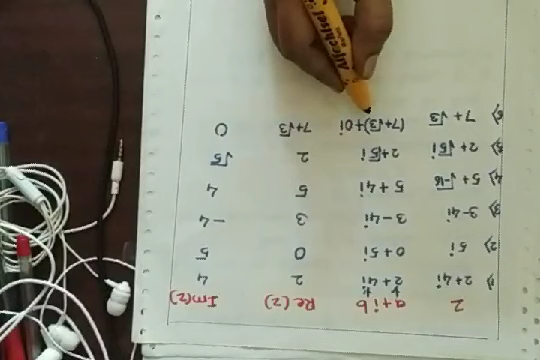 z a+ib Re(z) Im(z)
1) 2+4i 2+4i 2 4
2) 5i 0+5i 0 5
3) 3-4i 3-4i 3 -4
4) 5+√-16 5+4i 5 4
5) 2+√5i 2+√5i 2 √5
6) 7+√3 (7+√3)+0i 7+√3 0